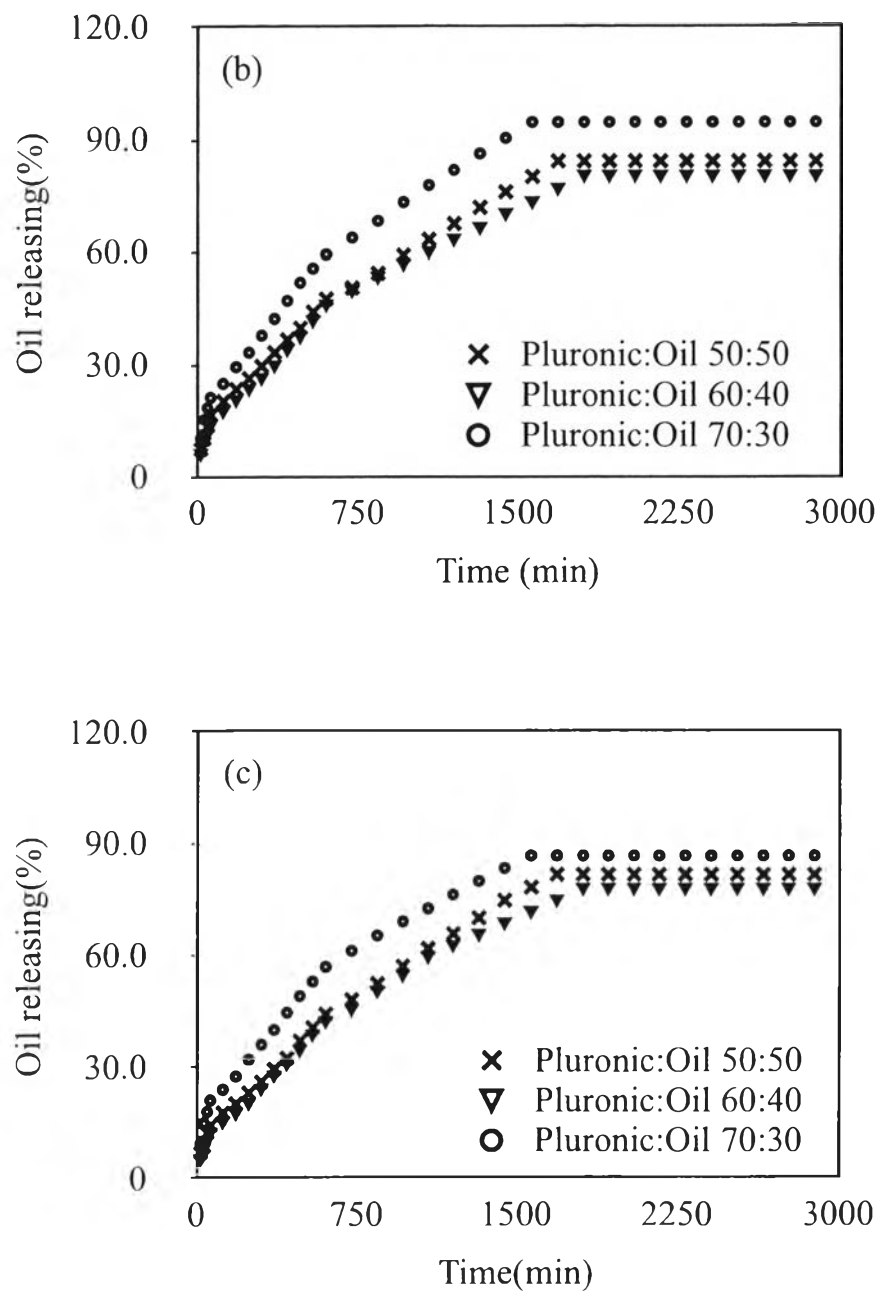 120.0
(b)
90.0
60.0
30.0
0
Oil releasing(%)
Pluronic:Oil 50:50
Pluronic:Oil 60:40
Pluronic:Oil 70:30
0 750 1500 2250 3000
Time (min)
120.0
(c)
90.0
60.0
30.0
0
Oil releasing(%)
Pluronic:Oil 50:50
Pluronic:Oil 60:40
Pluronic:Oil 70:30
0 750 1500 2250 3000
Time(min)